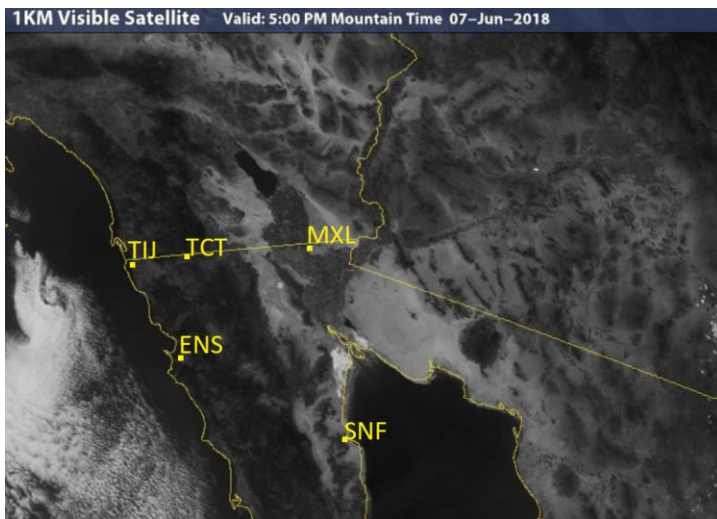 1KM Visible Satellite Valid: 5:00 PM Mountain Time 07-Jun-2018
MXL
TIJ TCT
ENS
SNF